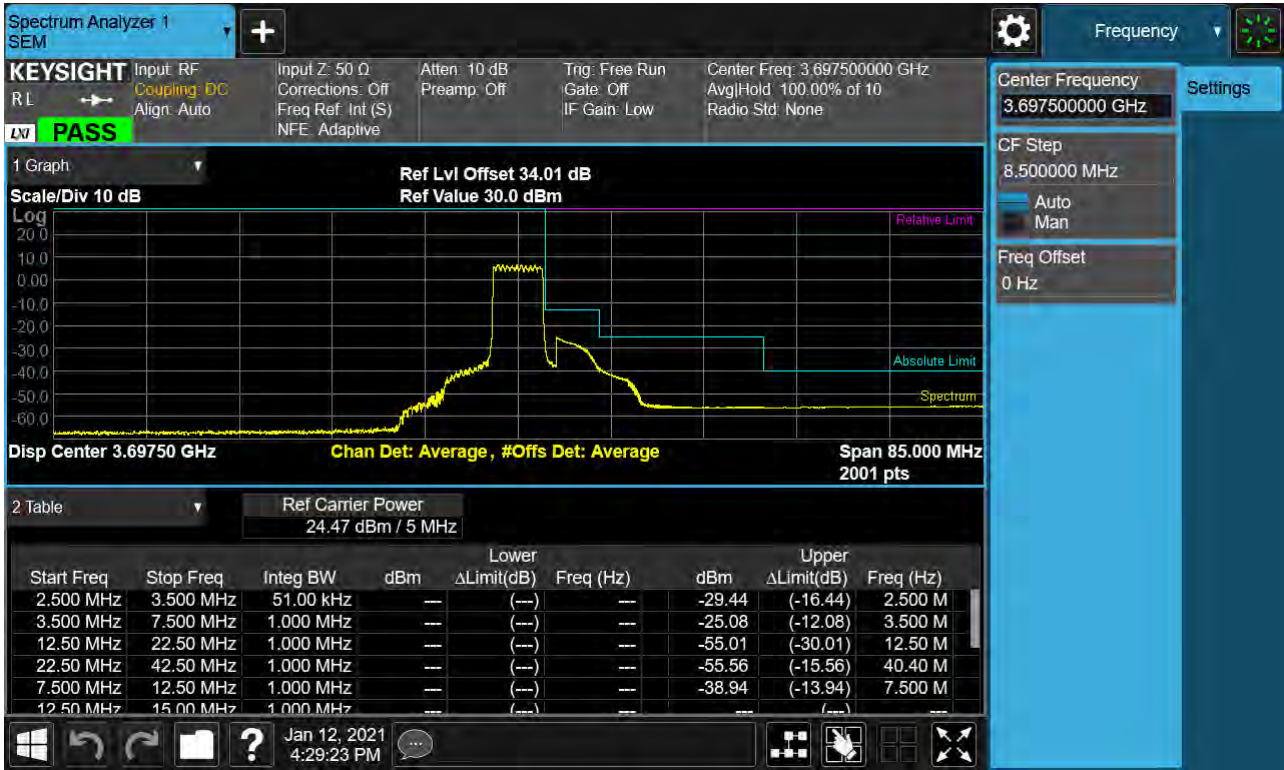 Spectrum Analyzer 1
SEM
+
Frequency
KEYSIGHT
RL
LXI
PASS
Input: RF
Coupling: DC
Align: Auto
Input Z: 50 Ω
Corrections: Off
Freq Ref: Int (S)
NFE: Adaptive
Atten: 10 dB
Preamp: Off
Trig: Free Run
Gate: Off
IF Gain: Low
Center Freq: 3.697500000 GHz
Avg|Hold: 100.00% of 10
Radio Std: None
Center Frequency
3.697500000 GHz
Settings
CF Step
8.500000 MHz
Auto
Man
Freq Offset
0 Hz
1 Graph
Scale/Div 10 dB
Ref Lvl Offset 34.01 dB
Ref Value 30.0 dBm
Log
20.0
10.0
0.00
-10.0
-20.0
-30.0
-40.0
-50.0
-60.0
Relative Limit
Absolute Limit
Spectrum
Disp Center 3.69750 GHz
Chan Det: Average, #Offs Det: Average
Span 85.000 MHz
2001 pts
2 Table
Ref Carrier Power
24.47 dBm / 5 MHz
Lower Upper
Start Freq Stop Freq Integ BW dBm ΔLimit(dB) Freq (Hz) dBm ΔLimit(dB) Freq (Hz)
2.500 MHz 3.500 MHz 51.00 kHz --- (---) --- -29.44 (-16.44) 2.500 M
3.500 MHz 7.500 MHz 1.000 MHz --- (---) --- -25.08 (-12.08) 3.500 M
12.50 MHz 22.50 MHz 1.000 MHz --- (---) --- -55.01 (-30.01) 12.50 M
22.50 MHz 42.50 MHz 1.000 MHz --- (---) --- -55.56 (-15.56) 40.40 M
7.500 MHz 12.50 MHz 1.000 MHz --- (---) --- -38.94 (-13.94) 7.500 M
12.50 MHz 15.00 MHz 1.000 MHz --- (---) --- --- (---) ---
?
Jan 12, 2021
4:29:23 PM